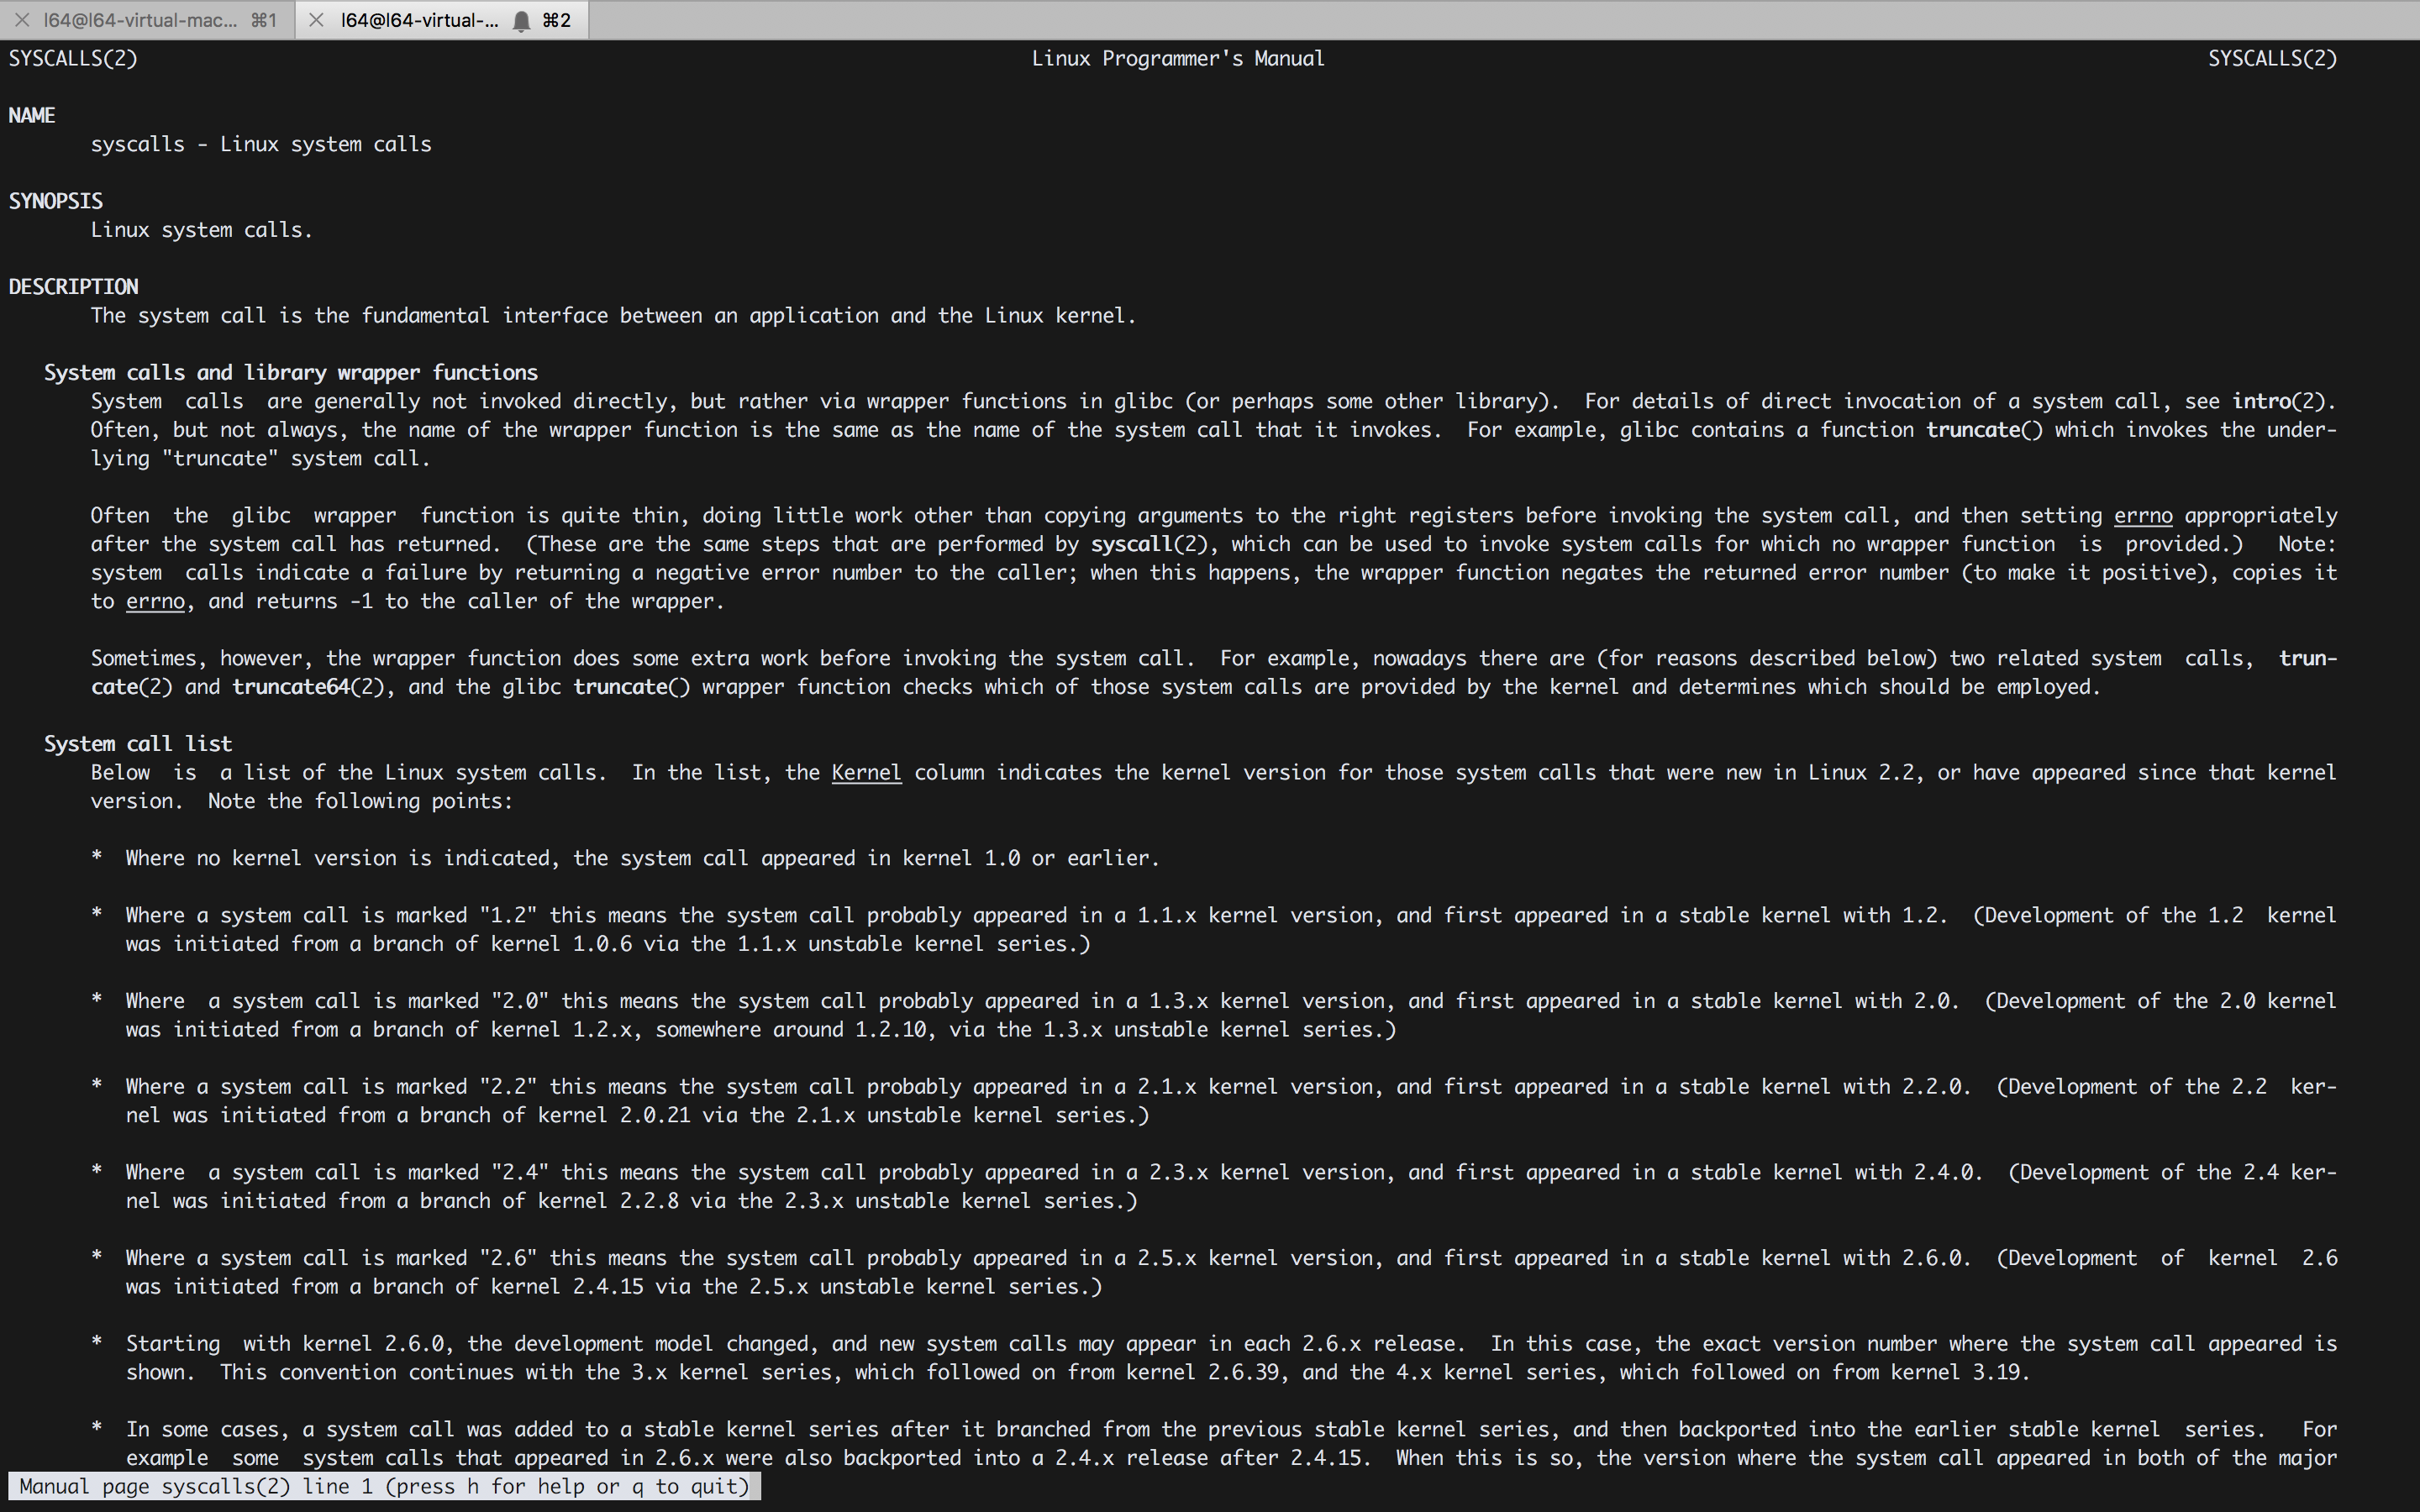 l64@l64-virtual-mac... ⌘1 l64@l64-virtual-... ⌘2
SYSCALLS(2) Linux Programmer's Manual SYSCALLS(2)
NAME
syscalls - Linux system calls
SYNOPSIS
Linux system calls.
DESCRIPTION
The system call is the fundamental interface between an application and the Linux kernel.
System calls and library wrapper functions
System calls are generally not invoked directly, but rather via wrapper functions in glibc (or perhaps some other library). For details of direct invocation of a system call, see intro(2).
Often, but not always, the name of the wrapper function is the same as the name of the system call that it invokes. For example, glibc contains a function truncate() which invokes the under-
lying "truncate" system call.
Often the glibc wrapper function is quite thin, doing little work other than copying arguments to the right registers before invoking the system call, and then setting errno appropriately
after the system call has returned. (These are the same steps that are performed by syscall(2), which can be used to invoke system calls for which no wrapper function is provided.) Note:
system calls indicate a failure by returning a negative error number to the caller; when this happens, the wrapper function negates the returned error number (to make it positive), copies it
to errno, and returns -1 to the caller of the wrapper.
Sometimes, however, the wrapper function does some extra work before invoking the system call. For example, nowadays there are (for reasons described below) two related system calls, trun-
cate(2) and truncate64(2), and the glibc truncate() wrapper function checks which of those system calls are provided by the kernel and determines which should be employed.
System call list
Below is a list of the Linux system calls. In the list, the Kernel column indicates the kernel version for those system calls that were new in Linux 2.2, or have appeared since that kernel
version. Note the following points:
* Where no kernel version is indicated, the system call appeared in kernel 1.0 or earlier.
* Where a system call is marked "1.2" this means the system call probably appeared in a 1.1.x kernel version, and first appeared in a stable kernel with 1.2. (Development of the 1.2 kernel
was initiated from a branch of kernel 1.0.6 via the 1.1.x unstable kernel series.)
* Where a system call is marked "2.0" this means the system call probably appeared in a 1.3.x kernel version, and first appeared in a stable kernel with 2.0. (Development of the 2.0 kernel
was initiated from a branch of kernel 1.2.x, somewhere around 1.2.10, via the 1.3.x unstable kernel series.)
* Where a system call is marked "2.2" this means the system call probably appeared in a 2.1.x kernel version, and first appeared in a stable kernel with 2.2.0. (Development of the 2.2 ker-
nel was initiated from a branch of kernel 2.0.21 via the 2.1.x unstable kernel series.)
* Where a system call is marked "2.4" this means the system call probably appeared in a 2.3.x kernel version, and first appeared in a stable kernel with 2.4.0. (Development of the 2.4 ker-
nel was initiated from a branch of kernel 2.2.8 via the 2.3.x unstable kernel series.)
* Where a system call is marked "2.6" this means the system call probably appeared in a 2.5.x kernel version, and first appeared in a stable kernel with 2.6.0. (Development of kernel 2.6
was initiated from a branch of kernel 2.4.15 via the 2.5.x unstable kernel series.)
* Starting with kernel 2.6.0, the development model changed, and new system calls may appear in each 2.6.x release. In this case, the exact version number where the system call appeared is
shown. This convention continues with the 3.x kernel series, which followed on from kernel 2.6.39, and the 4.x kernel series, which followed on from kernel 3.19.
* In some cases, a system call was added to a stable kernel series after it branched from the previous stable kernel series, and then backported into the earlier stable kernel series. For
example some system calls that appeared in 2.6.x were also backported into a 2.4.x release after 2.4.15. When this is so, the version where the system call appeared in both of the major
Manual page syscalls(2) line 1 (press h for help or q to quit)